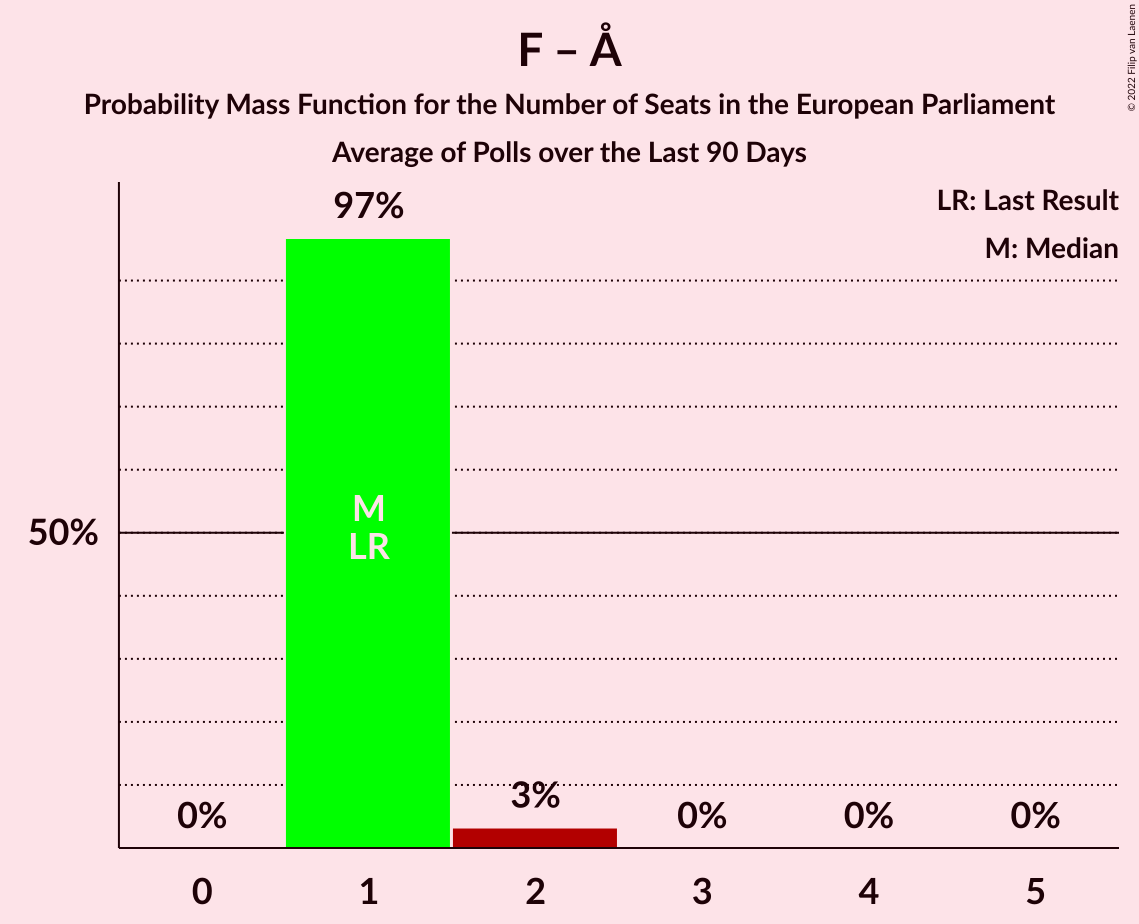 F – Å
Probability Mass Function for the Number of Seats in the European Parliament
Average of Polls over the Last 90 Days
© 2022 Filip van Laenen
LR: Last Result
M: Median
97%
50%
M
LR
0%
3%
0%
0%
0%
0
1
2
3
4
5